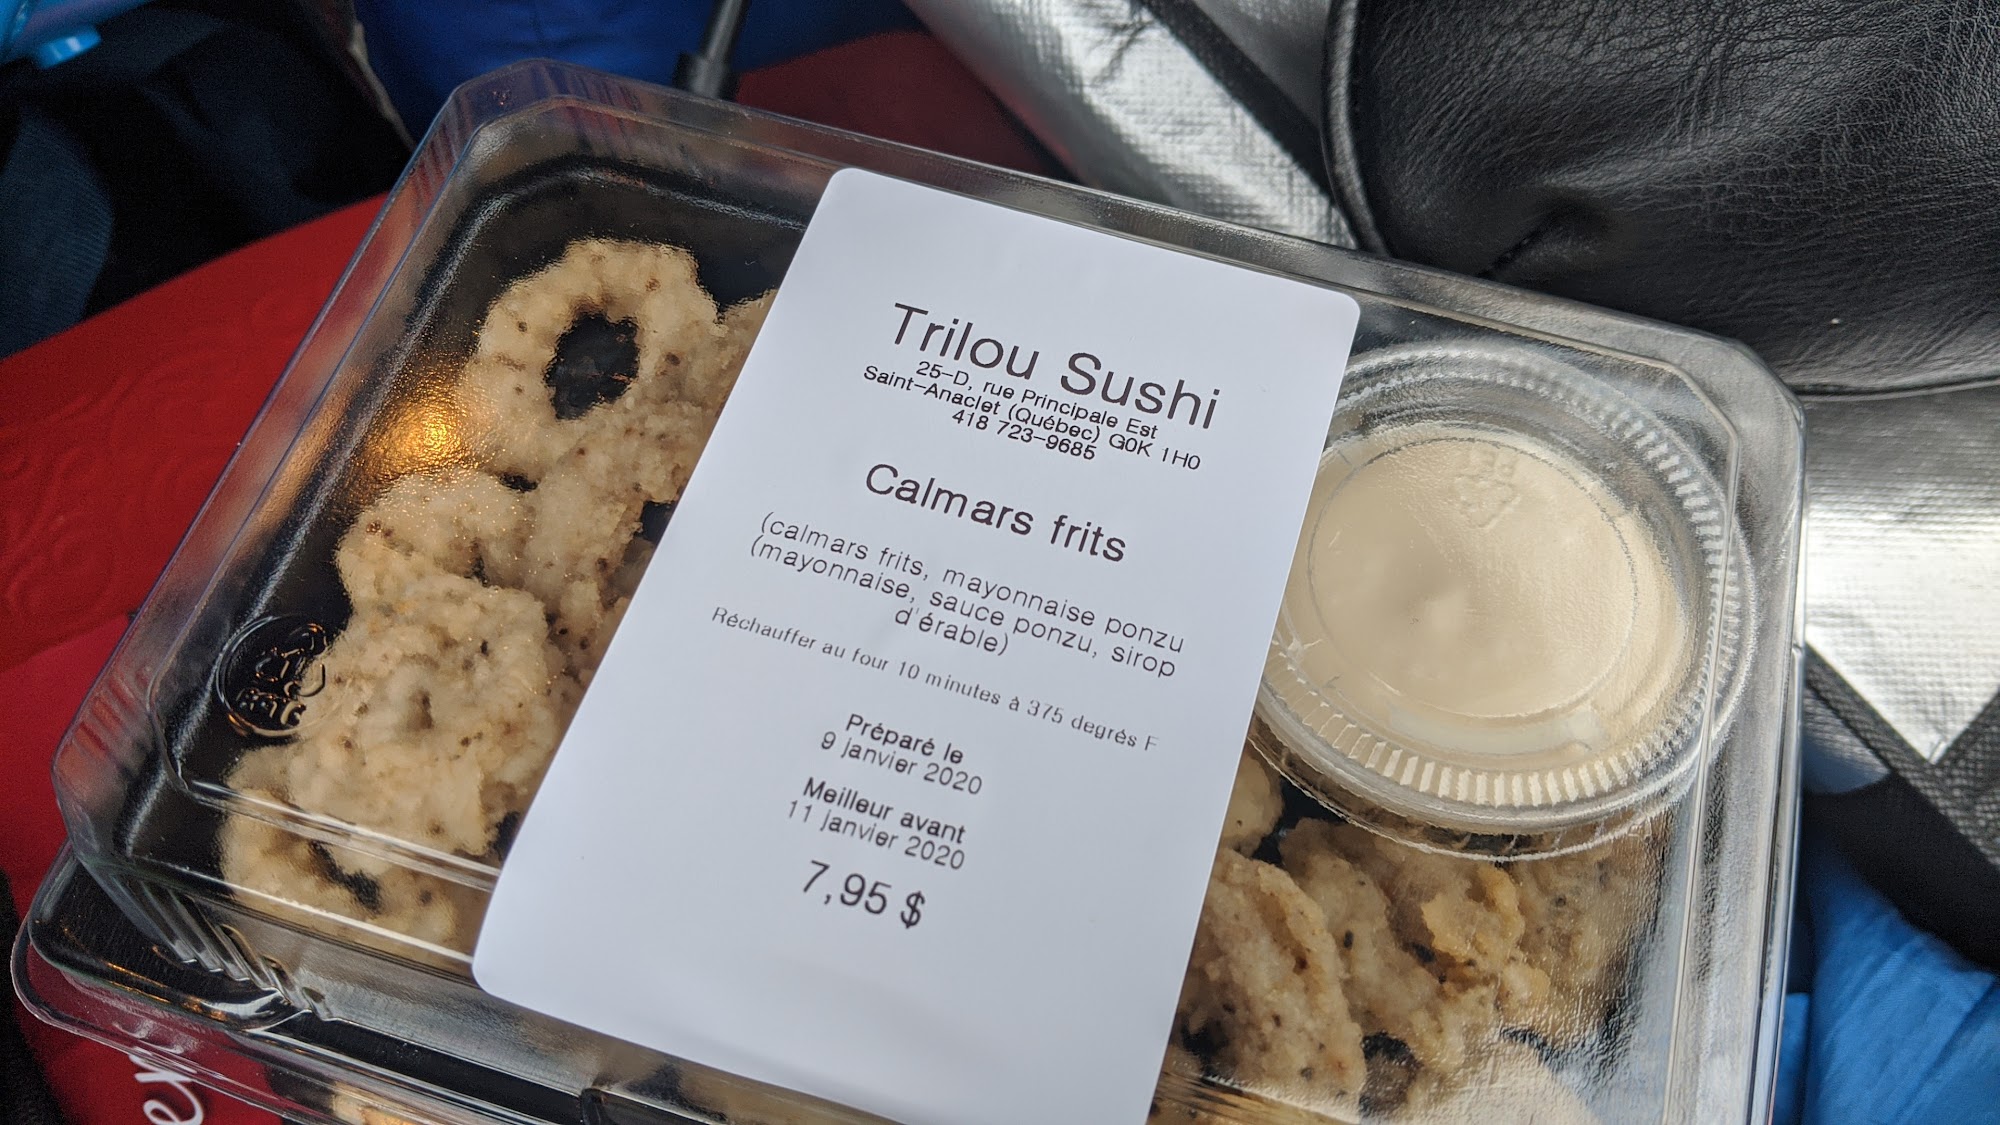 Trilou Sushi
25-D, rue Principale Est
Saint-Anaclet (Québec) G0K 1H0
418 723-9685
Calmars frits
(calmars frits, mayonnaise ponzu
(mayonnaise, sauce ponzu, sirop
d'érable)
Réchauffer au four 10 minutes à 375 degrés F
Préparé le
9 janvier 2020
Meilleur avant
11 janvier 2020
7,95 $